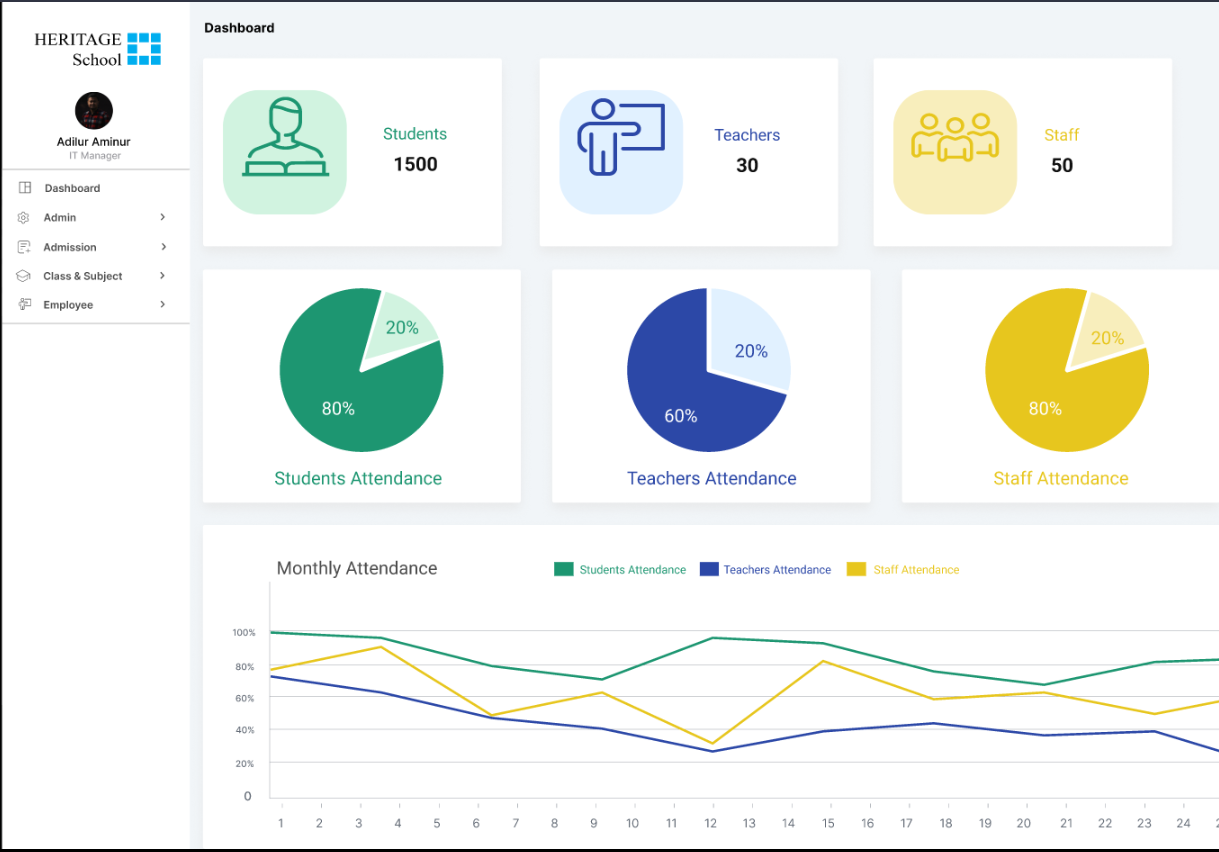 HERITAGE
School
Adilur Aminur
IT Manager
Dashboard
Admin
Admission
Class & Subject
Employee
Dashboard
Students
1500
Teachers
30
Staff
50
20%
80%
Students Attendance
20%
60%
Teachers Attendance
20%
80%
Staff Attendance
Monthly Attendance
Students Attendance Teachers Attendance Staff Attendance
100%
80%
60%
40%
20%
0
1 2 3 4 5 6 7 8 9 10 11 12 13 14 15 16 17 18 19 20 21 22 23 24